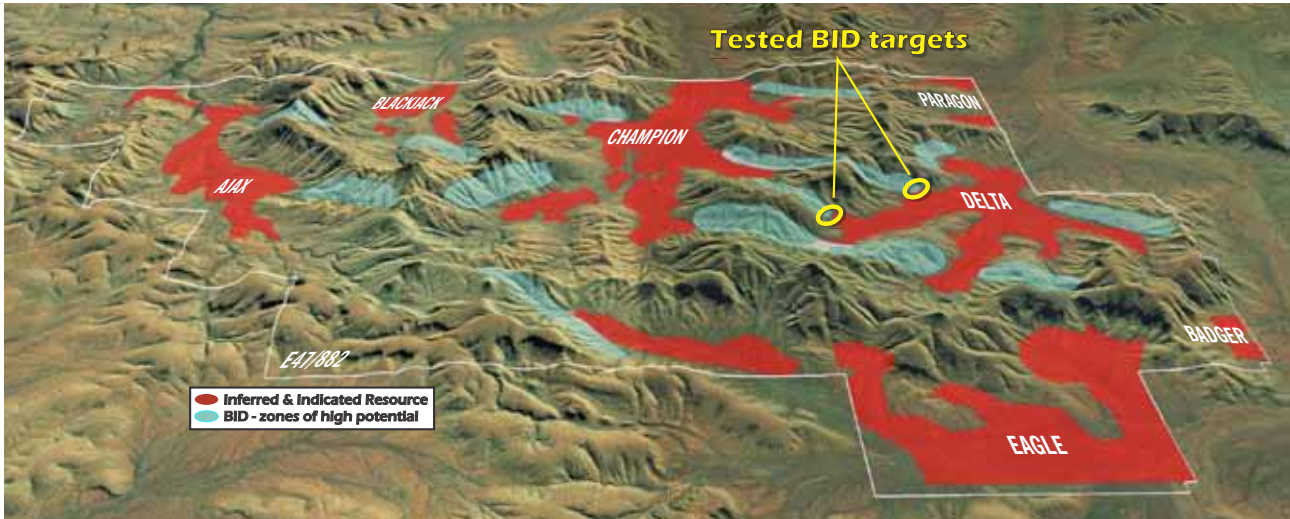 Tested BID targets
BLACKJACK
PARAGON
CHAMPION
AJAX
DELTA
BADGER
E47/882
Inferred & Indicated Resource
BID - zones of high potential
EAGLE